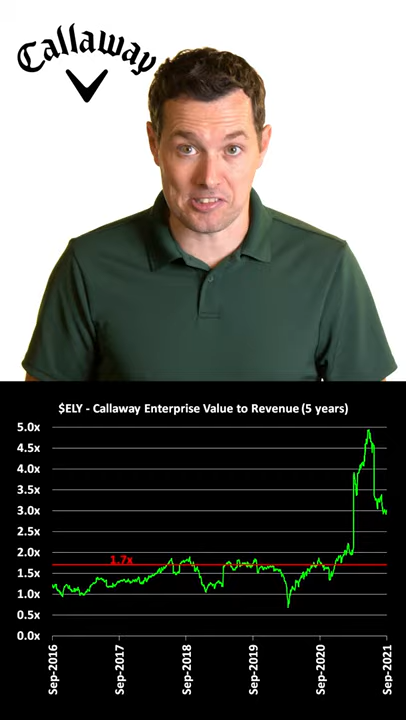 Callaway
$ELY - Callaway Enterprise Value to Revenue (5 years)
5.0x
4.5x
4.0x
3.5x
3.0x
2.5x
2.0x
1.7x
1.5x
1.0x
0.5x
0.0x
Sep-2016
Sep-2017
Sep-2018
Sep-2019
Sep-2020
Sep-2021